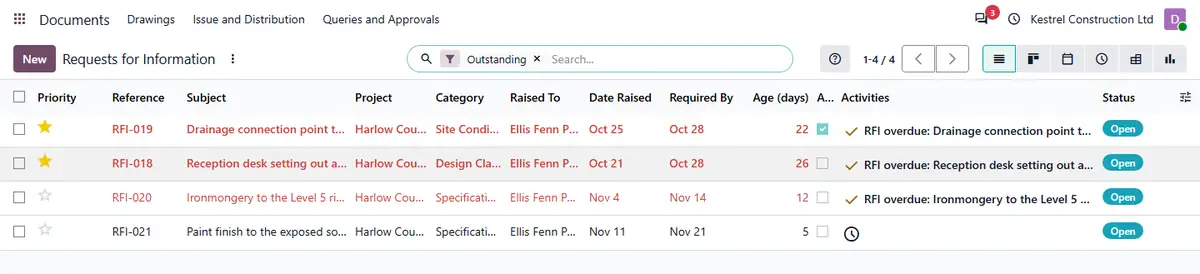 Documents Drawings Issue and Distribution Queries and Approvals 3 Kestrel Construction Ltd D
New Requests for Information Outstanding × Search... 1-4 / 4
Priority Reference Subject Project Category Raised To Date Raised Required By Age (days) A... Activities Status
RFI-019 Drainage connection point t... Harlow Cou... Site Condi... Ellis Fenn P... Oct 25 Oct 28 22 RFI overdue: Drainage connection point t... Open
RFI-018 Reception desk setting out a... Harlow Cou... Design Cla... Ellis Fenn P... Oct 21 Oct 28 26 RFI overdue: Reception desk setting out a... Open
RFI-020 Ironmongery to the Level 5 ri... Harlow Cou... Specificati... Ellis Fenn P... Nov 4 Nov 14 12 RFI overdue: Ironmongery to the Level 5 ... Open
RFI-021 Paint finish to the exposed so... Harlow Cou... Specificati... Ellis Fenn P... Nov 11 Nov 21 5 Open